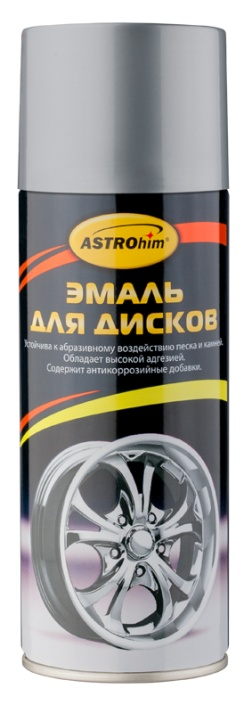 ASTROhim®
ЭМАЛЬ
ДЛЯ ДИСКОВ
Устойчива к абразивному воздействию песка и камней.
Обладает высокой адгезией.
Содержит антикоррозийные добавки.